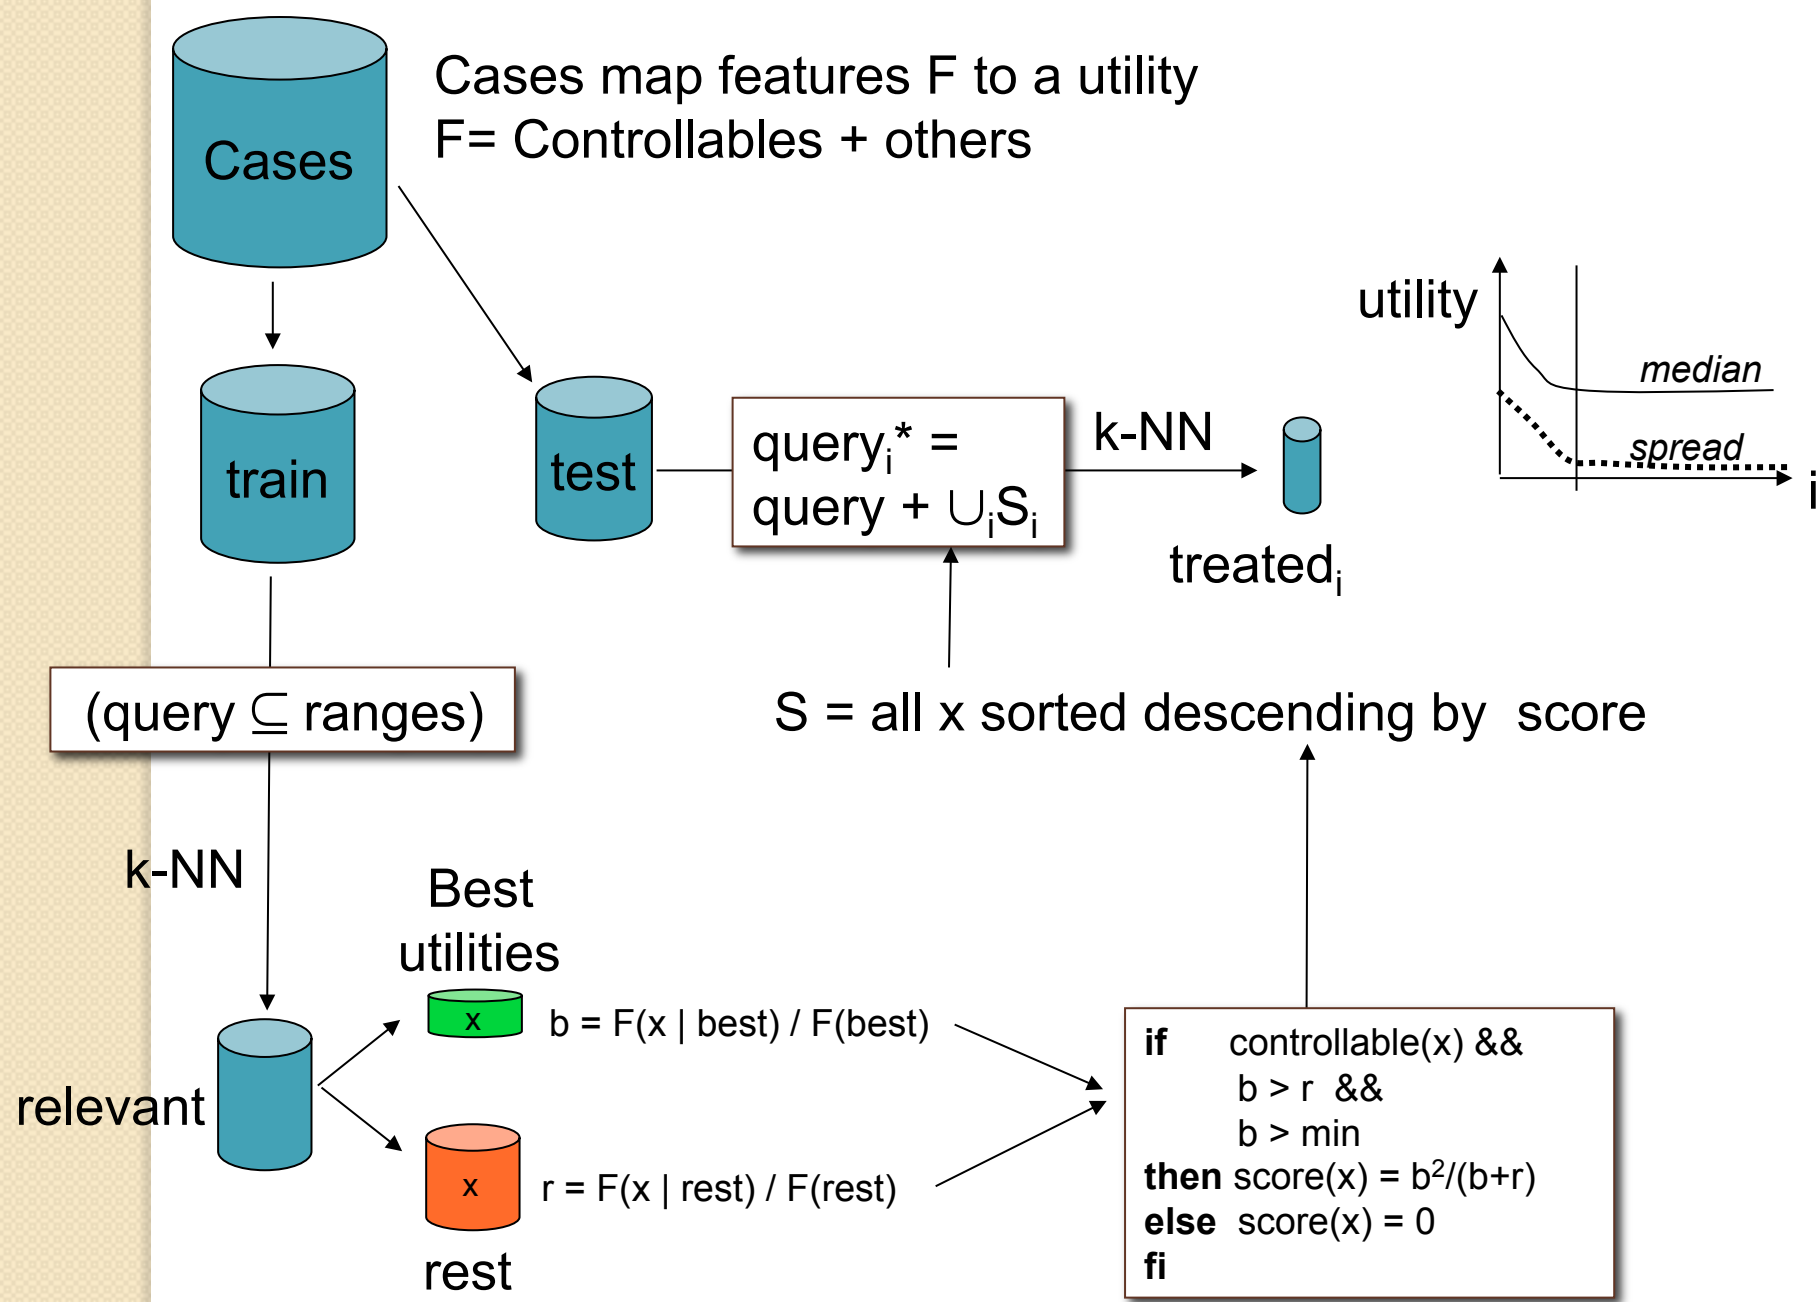 Cases map features F to a utility
F= Controllables + others
Cases
utility
median
spread
i
train
test
query_i* =
query + ∪_iS_i
k-NN
treated_i
(query ⊆ ranges)
S = all x sorted descending by score
k-NN
Best
utilities
x
b = F(x | best) / F(best)
relevant
x
r = F(x | rest) / F(rest)
rest
if controllable(x) &&
b > r &&
b > min
then score(x) = b²/(b+r)
else score(x) = 0
fi